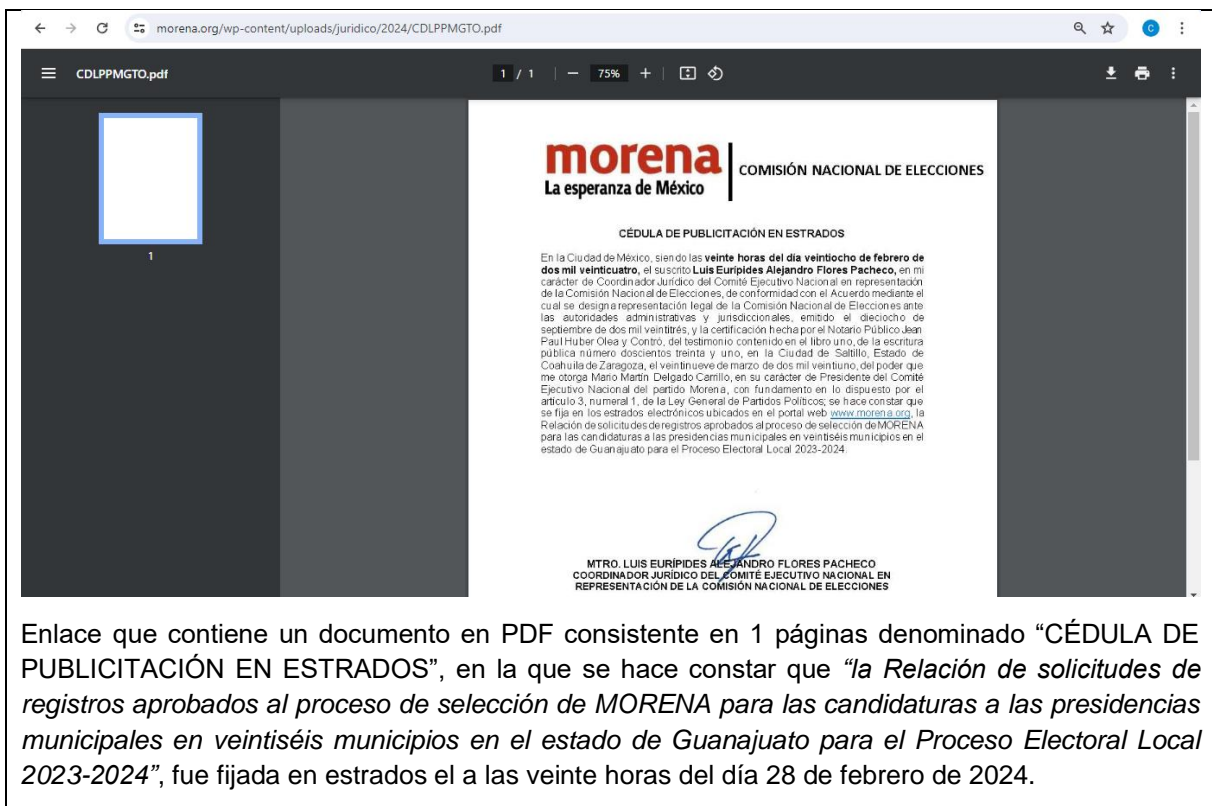 morena.org/wp-content/uploads/juridico/2024/CDLPPMGTO.pdf
C
CDLPPMGTO.pdf
1 / 1
75%
1
morena
La esperanza de México
COMISIÓN NACIONAL DE ELECCIONES
CÉDULA DE PUBLICITACIÓN EN ESTRADOS
En la Ciudad de México, siendo las veinte horas del día veintiocho de febrero de
dos mil veinticuatro, el suscrito Luis Eurípides Alejandro Flores Pacheco, en mi
carácter de Coordinador Jurídico del Comité Ejecutivo Nacional en representación
de la Comisión Nacional de Elecciones, de conformidad con el Acuerdo mediante el
cual se designa representación legal de la Comisión Nacional de Elecciones ante
las autoridades administrativas y jurisdiccionales, emitido el dieciocho de
septiembre de dos mil veintitrés, y la certificación hecha por el Notario Público Jean
Paul Huber Olea y Contró, del testimonio contenido en el libro uno, de la escritura
pública número doscientos treinta y uno, en la Ciudad de Saltillo, Estado de
Coahuila de Zaragoza, el veintinueve de marzo de dos mil veintiuno, del poder que
me otorga Mario Martín Delgado Carrillo, en su carácter de Presidente del Comité
Ejecutivo Nacional del partido Morena, con fundamento en lo dispuesto por el
artículo 3, numeral 1, de la Ley General de Partidos Políticos; se hace constar que
se fija en los estrados electrónicos ubicados en el portal web www.morena.org, la
Relación de solicitudes de registros aprobados al proceso de selección de MORENA
para las candidaturas a las presidencias municipales en veintiséis municipios en el
estado de Guanajuato para el Proceso Electoral Local 2023-2024.
MTRO. LUIS EURÍPIDES ALEJANDRO FLORES PACHECO
COORDINADOR JURÍDICO DEL COMITÉ EJECUTIVO NACIONAL EN
REPRESENTACIÓN DE LA COMISIÓN NACIONAL DE ELECCIONES
Enlace que contiene un documento en PDF consistente en 1 páginas denominado “CÉDULA DE
PUBLICITACIÓN EN ESTRADOS”, en la que se hace constar que “la Relación de solicitudes de
registros aprobados al proceso de selección de MORENA para las candidaturas a las presidencias
municipales en veintiséis municipios en el estado de Guanajuato para el Proceso Electoral Local
2023-2024”, fue fijada en estrados el a las veinte horas del día 28 de febrero de 2024.